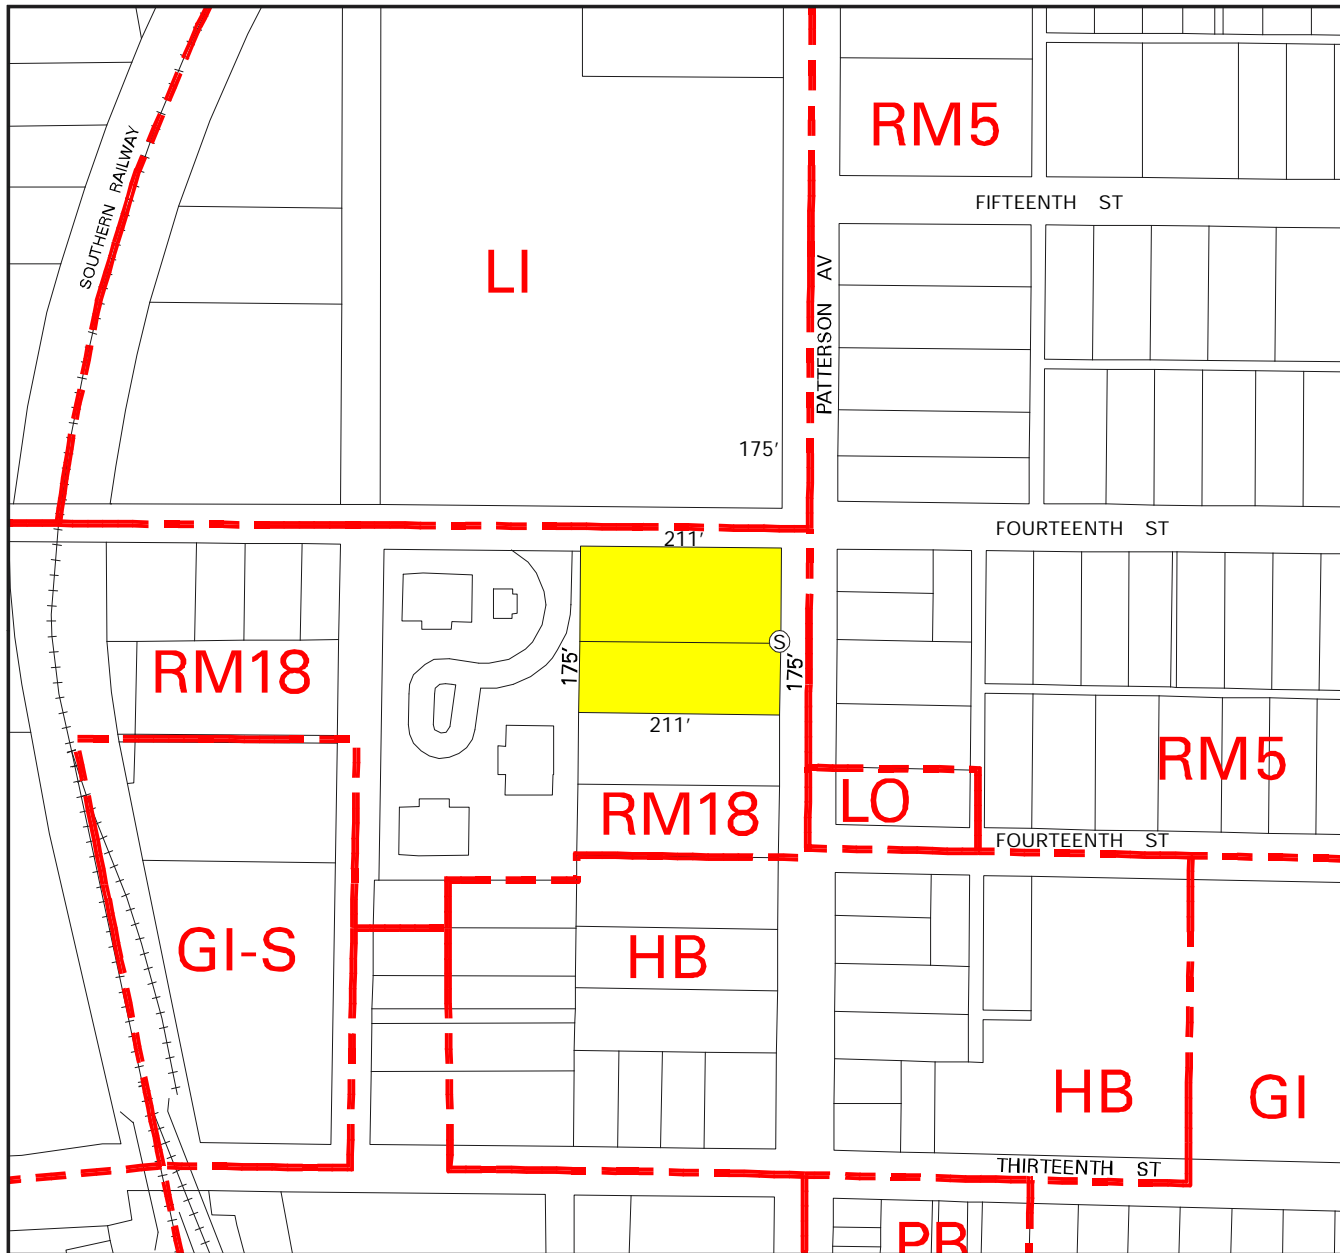 RM5
FIFTEENTH ST
SOUTHERN RAILWAY
LI
PATTERSON AV
175'
211'
FOURTEENTH ST
S
175'
175'
RM18
211'
RM5
LO
RM18
FOURTEENTH ST
GI-S
HB
HB
GI
THIRTEENTH ST
PB